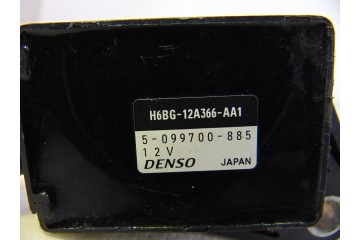 H6BG-12A366-AA1
5-099700-885
12V
DENSO JAPAN